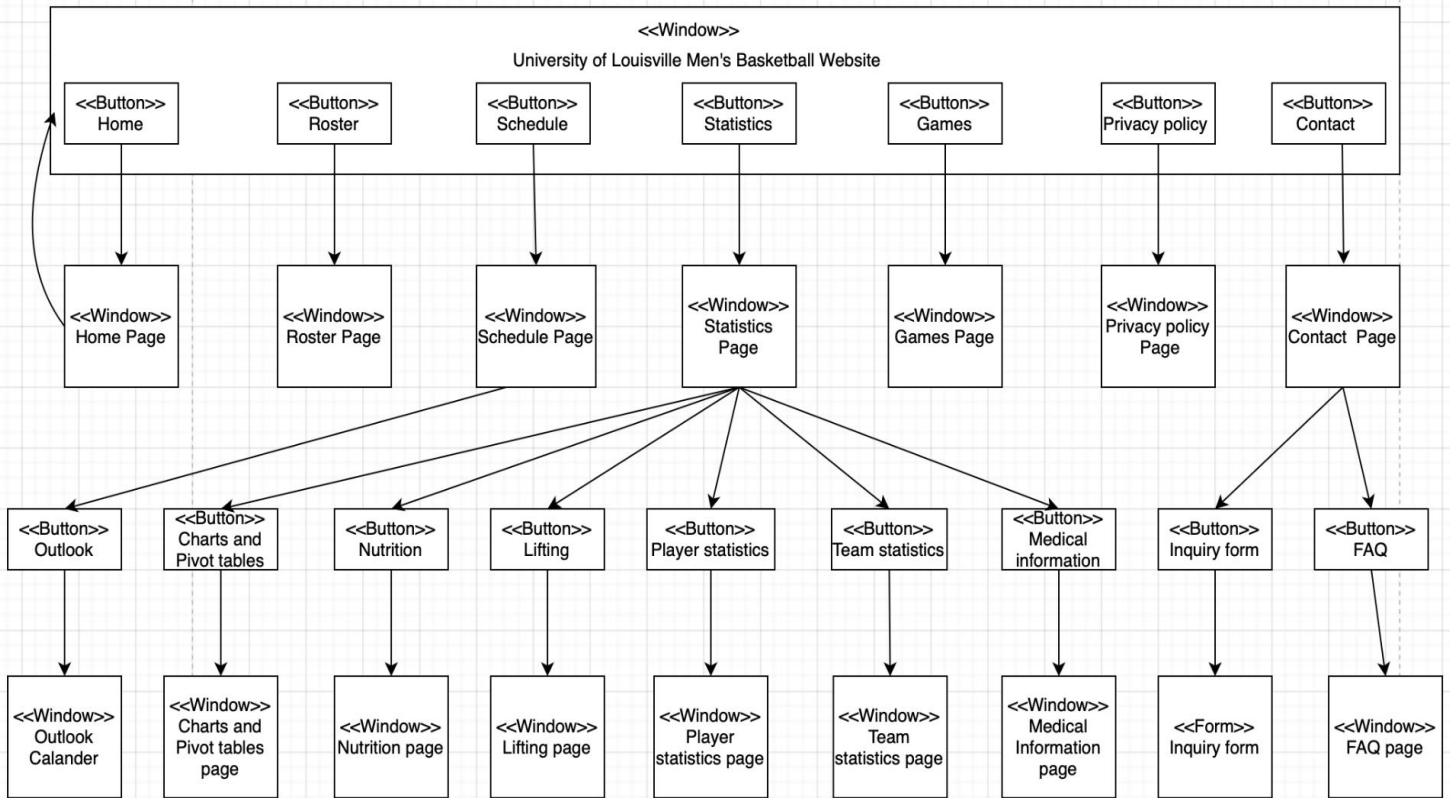 <<Window>>
University of Louisville Men's Basketball Website
<<Button>>
Home
<<Button>>
Roster
<<Button>>
Schedule
<<Button>>
Statistics
<<Button>>
Games
<<Button>>
Privacy policy
<<Button>>
Contact
<<Window>>
Home Page
<<Window>>
Roster Page
<<Window>>
Schedule Page
<<Window>>
Statistics
Page
<<Window>>
Games Page
<<Window>>
Privacy policy
Page
<<Window>>
Contact Page
<<Button>>
Outlook
<<Button>>
Charts and
Pivot tables
<<Button>>
Nutrition
<<Button>>
Lifting
<<Button>>
Player statistics
<<Button>>
Team statistics
<<Button>>
Medical
information
<<Button>>
Inquiry form
<<Button>>
FAQ
<<Window>>
Outlook
Calander
<<Window>>
Charts and
Pivot tables
page
<<Window>>
Nutrition page
<<Window>>
Lifting page
<<Window>>
Player
statistics page
<<Window>>
Team
statistics page
<<Window>>
Medical
Information
page
<<Form>>
Inquiry form
<<Window>>
FAQ page